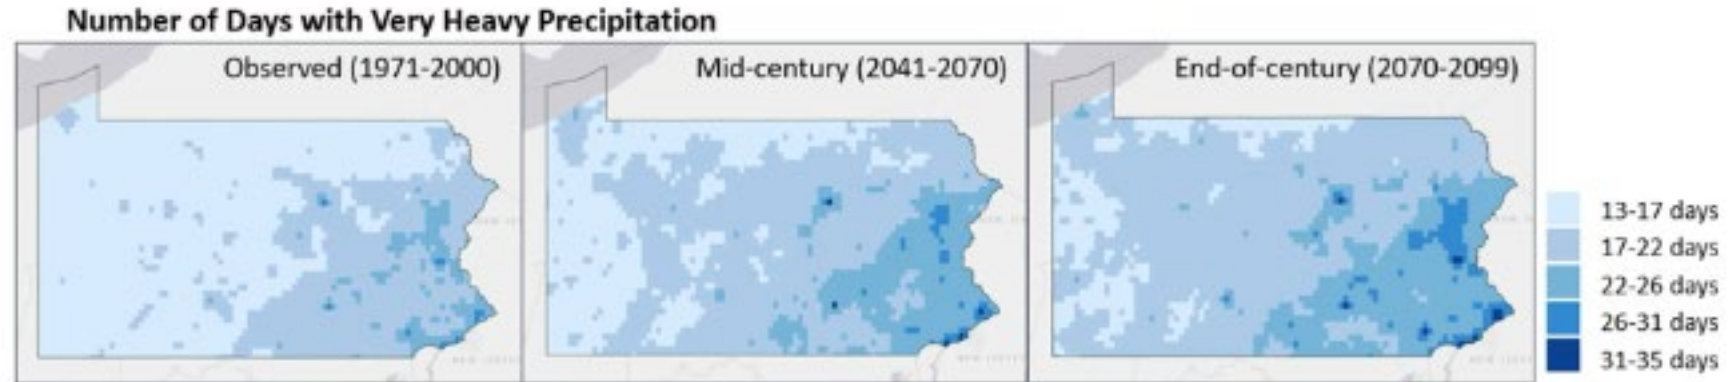 Number of Days with Very Heavy Precipitation
Observed (1971-2000)
Mid-century (2041-2070)
End-of-century (2070-2099)
13-17 days
17-22 days
22-26 days
26-31 days
31-35 days